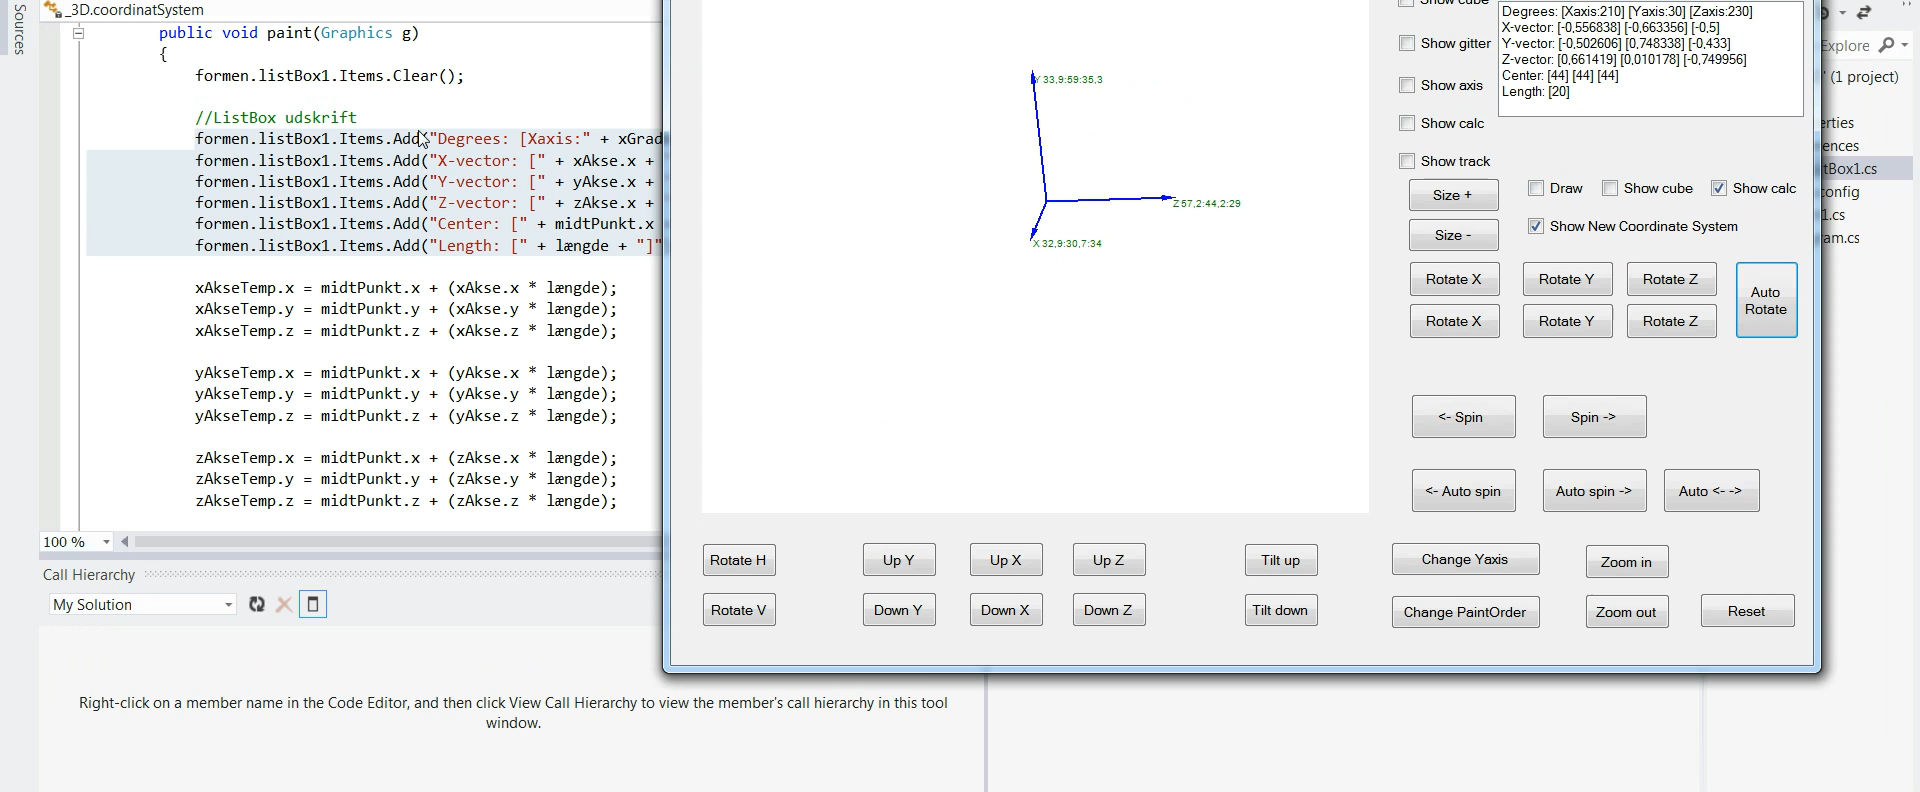 Sources
_3D.coordinatSystem
public void paint(Graphics g)
{
formen.listBox1.Items.Clear();
//ListBox udskrift
formen.listBox1.Items.Add("Degrees: [Xaxis:" + xGrad
formen.listBox1.Items.Add("X-vector: [" + xAkse.x +
formen.listBox1.Items.Add("Y-vector: [" + yAkse.x +
formen.listBox1.Items.Add("Z-vector: [" + zAkse.x +
formen.listBox1.Items.Add("Center: [" + midtPunkt.x
formen.listBox1.Items.Add("Length: [" + længde + "]"
xAkseTemp.x = midtPunkt.x + (xAkse.x * længde);
xAkseTemp.y = midtPunkt.y + (xAkse.y * længde);
xAkseTemp.z = midtPunkt.z + (xAkse.z * længde);
yAkseTemp.x = midtPunkt.x + (yAkse.x * længde);
yAkseTemp.y = midtPunkt.y + (yAkse.y * længde);
yAkseTemp.z = midtPunkt.z + (yAkse.z * længde);
zAkseTemp.x = midtPunkt.x + (zAkse.x * længde);
zAkseTemp.y = midtPunkt.y + (zAkse.y * længde);
zAkseTemp.z = midtPunkt.z + (zAkse.z * længde);
100 %
Call Hierarchy
My Solution
Right-click on a member name in the Code Editor, and then click View Call Hierarchy to view the member's call hierarchy in this tool
window.
Y 33,9:59:35,3
Z 57,2:44,2:29
X 32,9:30,7:34
Show cube
Show gitter
Show axis
Show calc
Show track
Degrees: [Xaxis:210] [Yaxis:30] [Zaxis:230]
X-vector: [-0,556838] [-0,663356] [-0,5]
Y-vector: [-0,502606] [0,748338] [-0,433]
Z-vector: [0,661419] [0,010178] [-0,749956]
Center: [44] [44] [44]
Length: [20]
Size +
Draw
Show cube
Show calc
Size -
Show New Coordinate System
Rotate X
Rotate Y
Rotate Z
Auto
Rotate
Rotate X
Rotate Y
Rotate Z
<- Spin
Spin ->
<- Auto spin
Auto spin ->
Auto <- ->
Rotate H
Up Y
Up X
Up Z
Tilt up
Change Yaxis
Zoom in
Rotate V
Down Y
Down X
Down Z
Tilt down
Change PaintOrder
Zoom out
Reset
Explore
' (1 project)
erties
ences
tBox1.cs
config
1.cs
am.cs